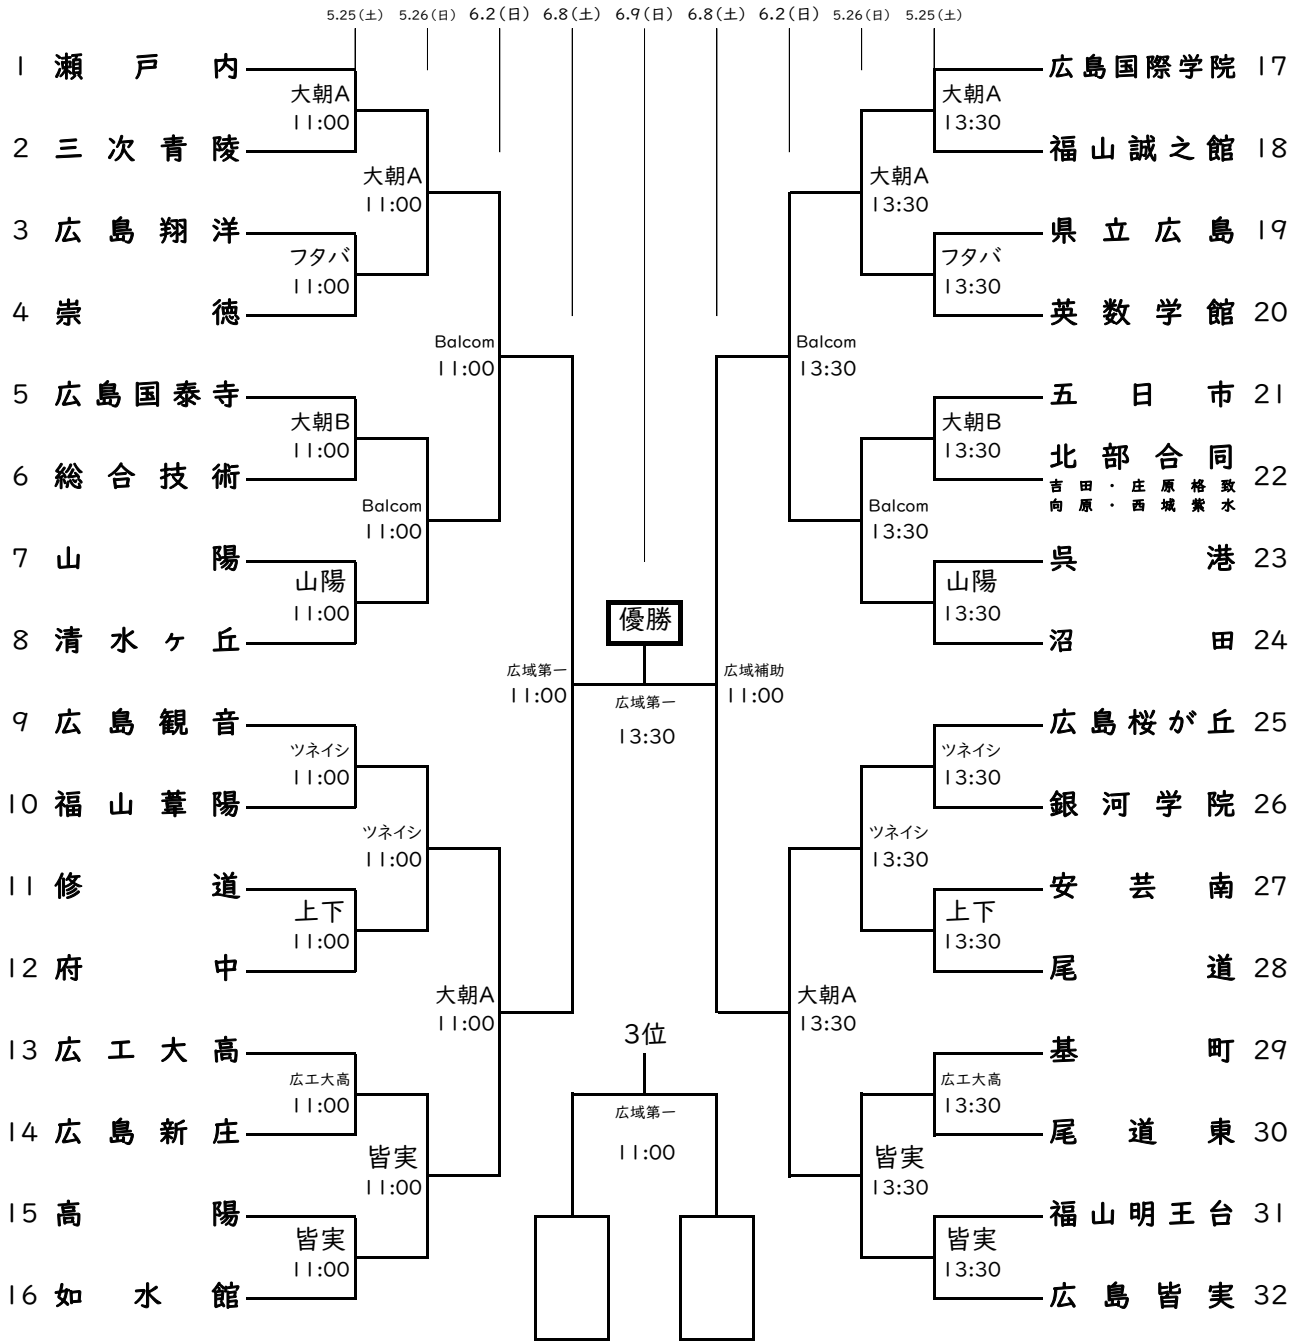 5.25(土) 5.26(日) 6.2(日) 6.8(土) 6.9(日) 6.8(土) 6.2(日) 5.26(日) 5.25(土)
1 瀬戸内
大朝A
11:00
2 三次青陵
大朝A
11:00
3 広島翔洋
フタバ
11:00
4 崇徳
Balcom
11:00
5 広島国泰寺
大朝B
11:00
6 総合技術
Balcom
11:00
7 山陽
山陽
11:00
8 清水ヶ丘
広域第一
11:00
9 広島観音
ツネイシ
11:00
10 福山葦陽
ツネイシ
11:00
11 修道
上下
11:00
12 府中
大朝A
11:00
13 広工大高
広工大高
11:00
14 広島新庄
皆実
11:00
15 高陽
皆実
11:00
16 如水館
優勝
広域第一
13:30
3位
広域第一
11:00
広島国際学院 17
大朝A
13:30
福山誠之館 18
大朝A
13:30
県立広島 19
フタバ
13:30
英数学館 20
Balcom
13:30
五日市 21
大朝B
13:30
北部合同 22
吉田・庄原格致
向原・西城紫水
Balcom
13:30
呉港 23
山陽
13:30
沼田 24
広域補助
11:00
広島桜が丘 25
ツネイシ
13:30
銀河学院 26
ツネイシ
13:30
安芸南 27
上下
13:30
尾道 28
大朝A
13:30
基町 29
広工大高
13:30
尾道東 30
皆実
13:30
福山明王台 31
皆実
13:30
広島皆実 32